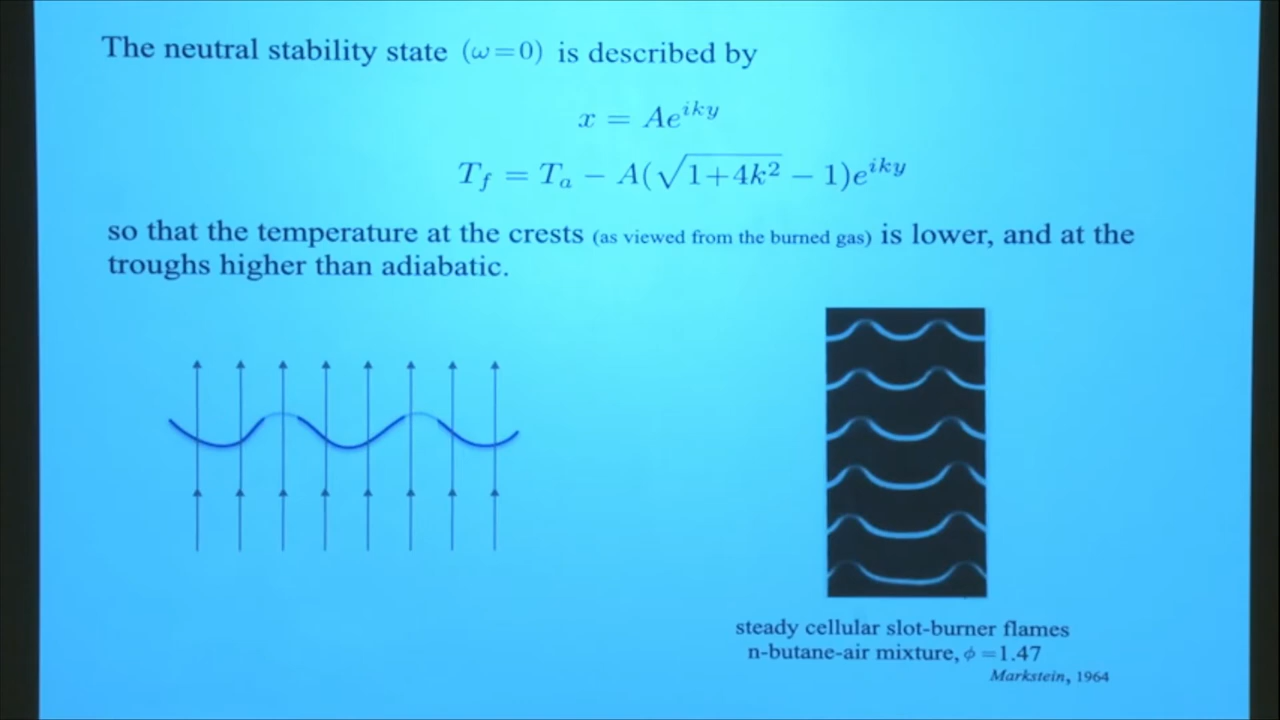 The neutral stability state (ω=0) is described by
x = Ae^{iky}
T_f = T_a − A(√(1+4k²) − 1)e^{iky}
so that the temperature at the crests (as viewed from the burned gas) is lower, and at the
troughs higher than adiabatic.
steady cellular slot-burner flames
n-butane-air mixture, ϕ =1.47
Markstein, 1964